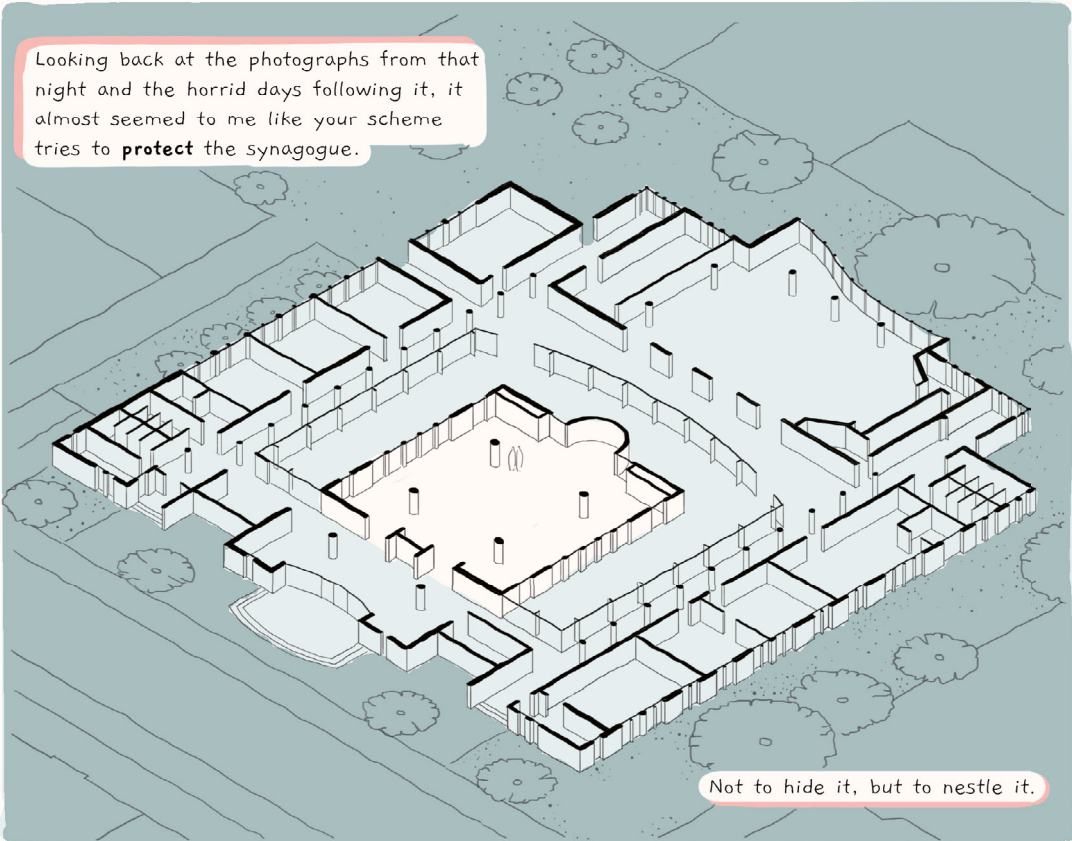 Looking back at the photographs from that
night and the horrid days following it, it
almost seemed to me like your scheme
tries to protect the synagogue.
Not to hide it, but to nestle it.